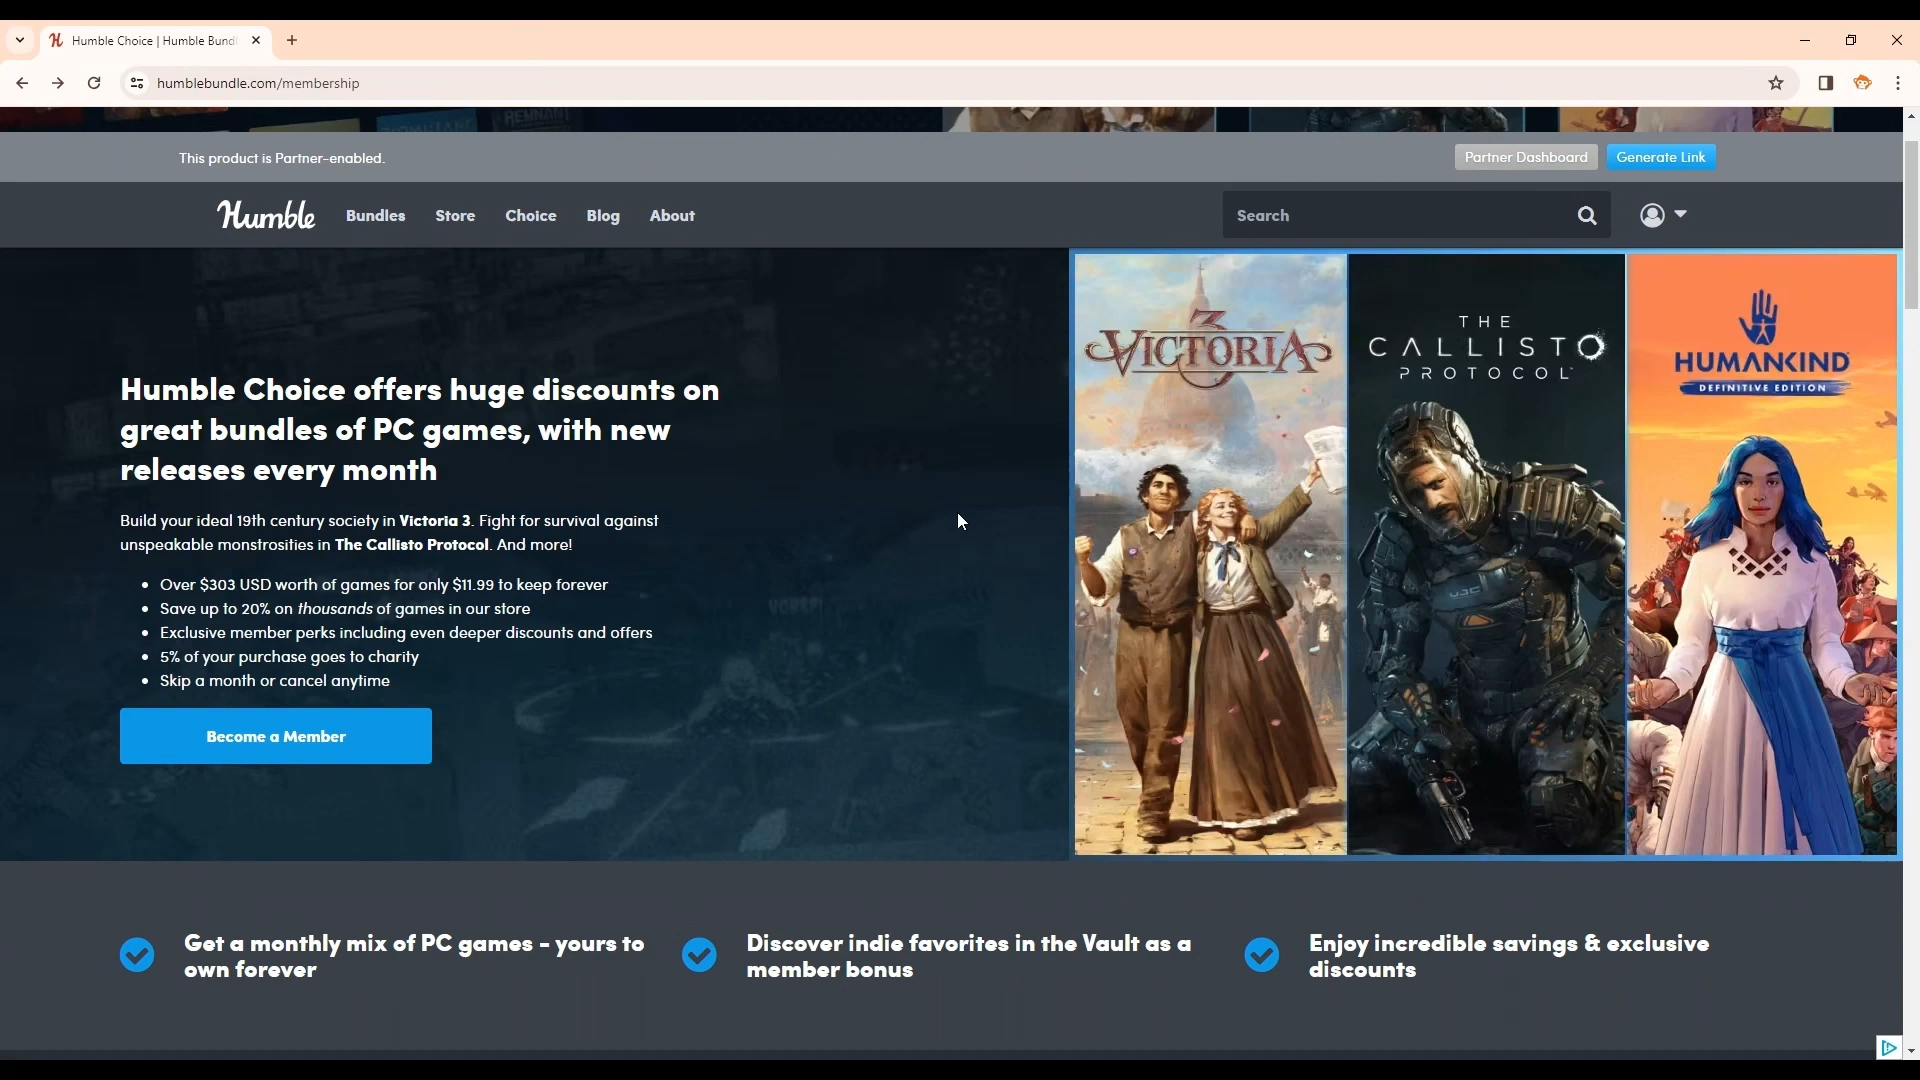 Humble Choice | Humble Bundl
humblebundle.com/membership
This product is Partner-enabled.
Partner Dashboard
Generate Link
Humble
Bundles
Store
Choice
Blog
About
Search
VICTORIA
3
THE
CALLISTO
PROTOCOL
HUMANKIND
DEFINITIVE EDITION
Humble Choice offers huge discounts on
great bundles of PC games, with new
releases every month
Build your ideal 19th century society in Victoria 3. Fight for survival against
unspeakable monstrosities in The Callisto Protocol. And more!
• Over $303 USD worth of games for only $11.99 to keep forever
• Save up to 20% on thousands of games in our store
• Exclusive member perks including even deeper discounts and offers
• 5% of your purchase goes to charity
• Skip a month or cancel anytime
Become a Member
Get a monthly mix of PC games - yours to
own forever
Discover indie favorites in the Vault as a
member bonus
Enjoy incredible savings & exclusive
discounts